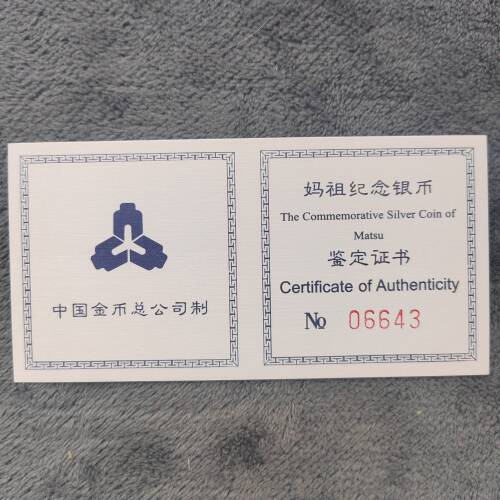 中国金币总公司制
妈祖纪念银币
The Commemorative Silver Coin of
Matsu
鉴定证书
Certificate of Authenticity
No 06643